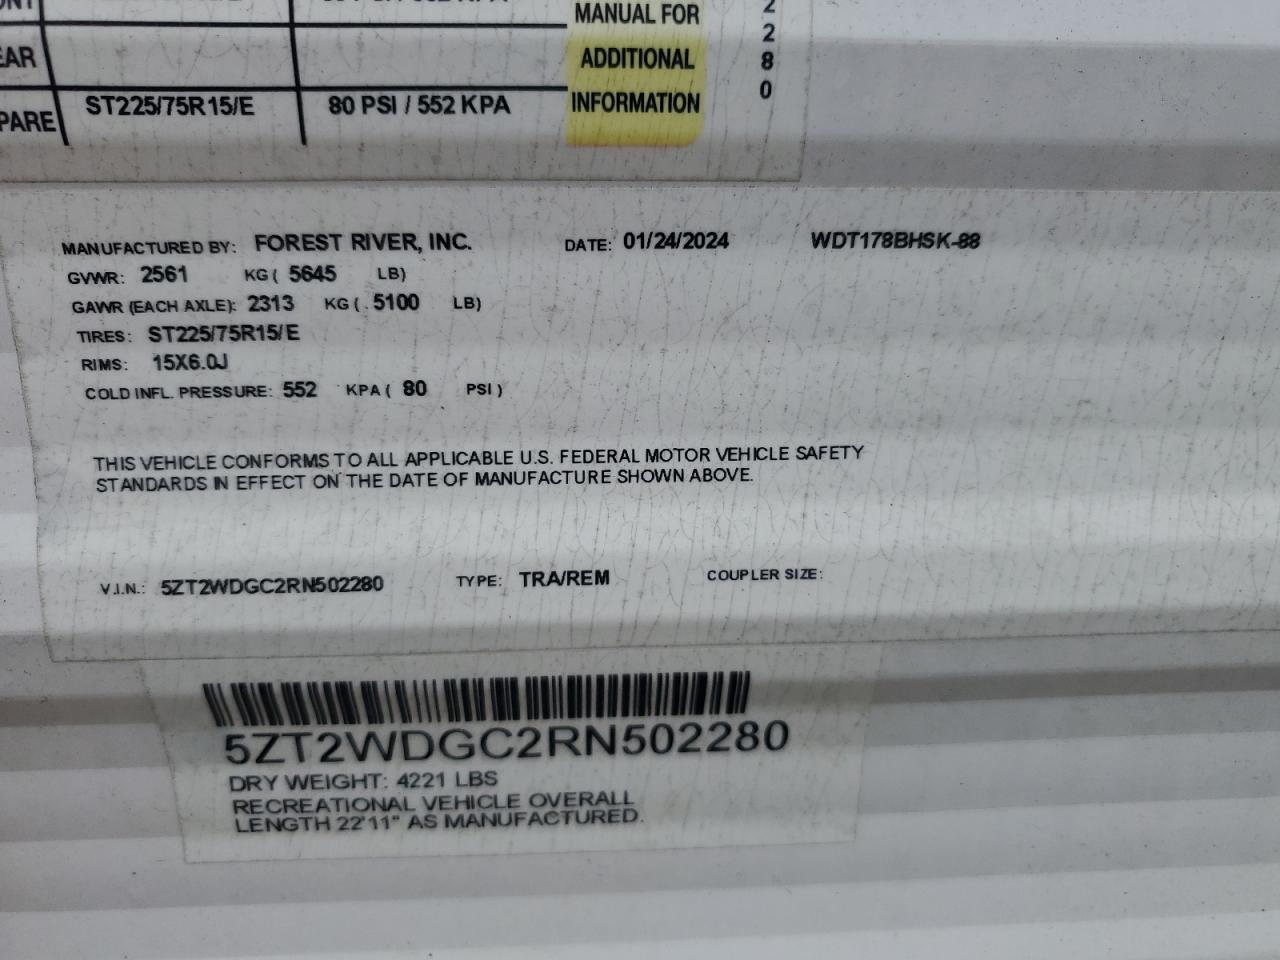 ST225/75R15/E 80 PSI / 552 KPA
MANUAL FOR
ADDITIONAL
INFORMATION
2
2
8
0
MANUFACTURED BY: FOREST RIVER, INC. DATE: 01/24/2024 WDT178BHSK-88
GVWR: 2561 KG ( 5645 LB)
GAWR (EACH AXLE): 2313 KG ( 5100 LB)
TIRES: ST225/75R15/E
RIMS: 15X6.0J
COLD INFL. PRESSURE: 552 KPA ( 80 PSI )
THIS VEHICLE CONFORMS TO ALL APPLICABLE U.S. FEDERAL MOTOR VEHICLE SAFETY
STANDARDS IN EFFECT ON THE DATE OF MANUFACTURE SHOWN ABOVE.
V.I.N.: 5ZT2WDGC2RN502280 TYPE: TRA/REM COUPLER SIZE:
5ZT2WDGC2RN502280
DRY WEIGHT: 4221 LBS
RECREATIONAL VEHICLE OVERALL
LENGTH 22'11" AS MANUFACTURED.